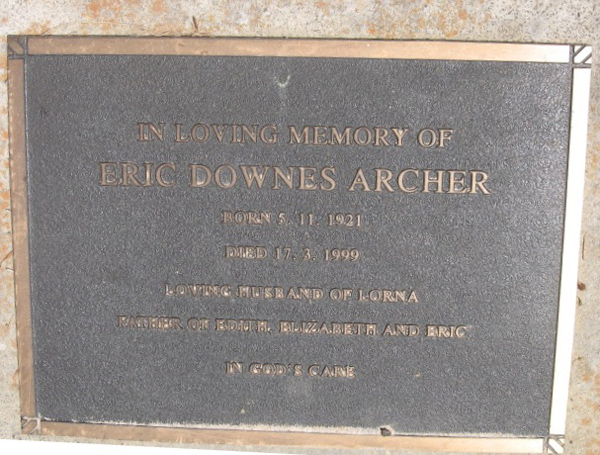 IN LOVING MEMORY OF
ERIC DOWNES ARCHER
BORN 5. 11. 1921
DIED 17. 3. 1999
LOVING HUSBAND OF LORNA
FATHER OF EDITH, ELIZABETH AND ERIC
IN GOD'S CARE